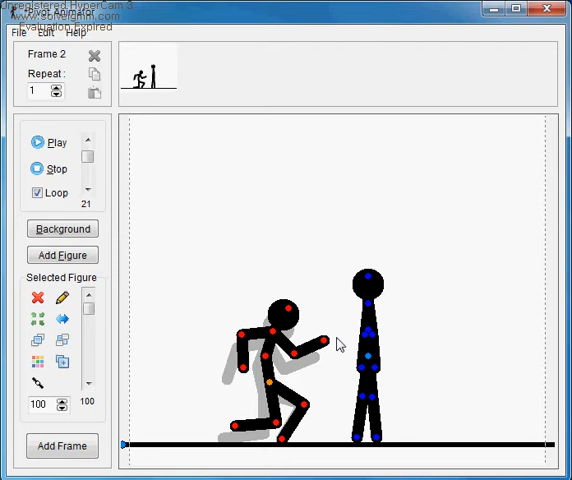 Unregistered HyperCam 3
Pivot Animator
www.solveigmm.com
Evaluation Expired
File Edit Help
Frame 2
Repeat :
1
Play
Stop
Loop
21
Background
Add Figure
Selected Figure
100
100
Add Frame